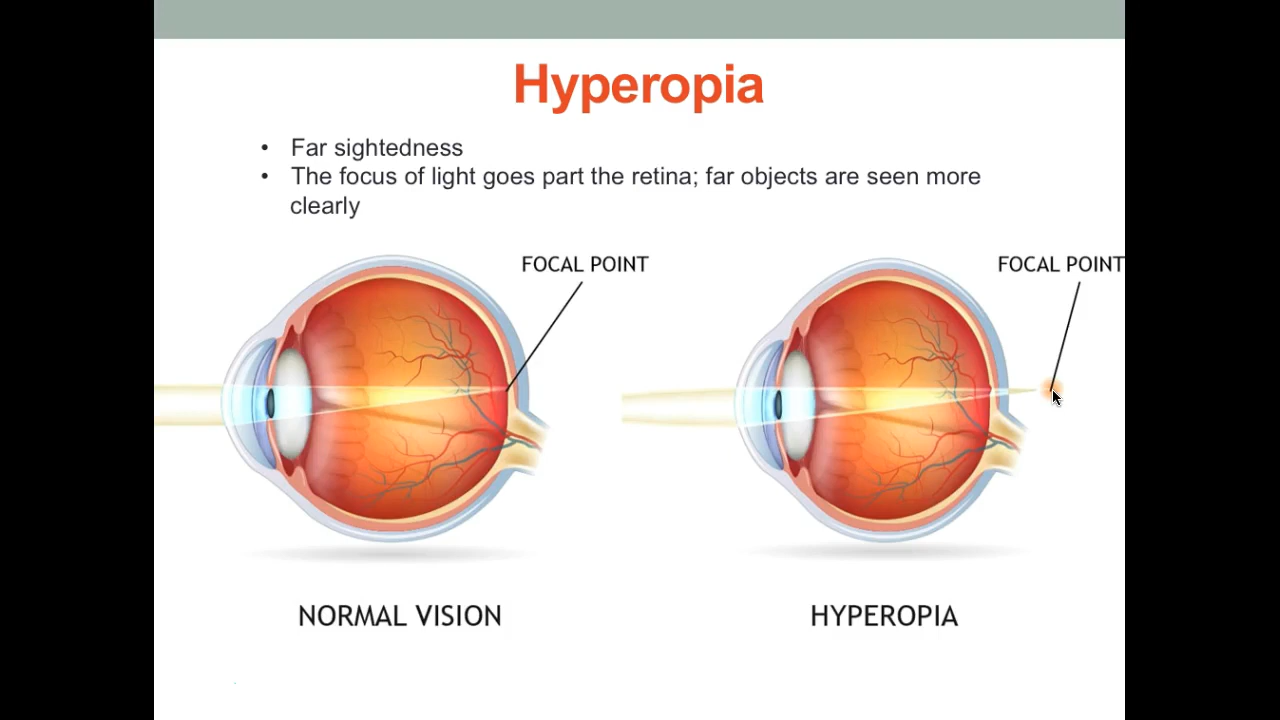 Hyperopia
• Far sightedness
• The focus of light goes part the retina; far objects are seen more
clearly
FOCAL POINT
FOCAL POINT
NORMAL VISION
HYPEROPIA